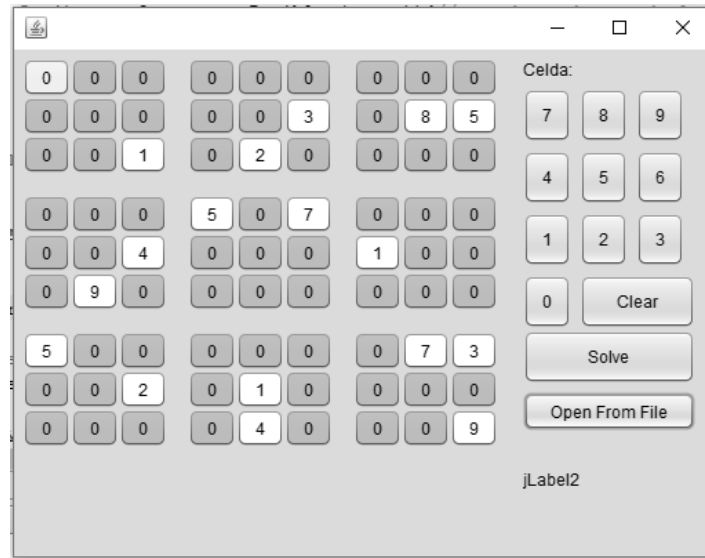 Celda:
0 0 0 0 0 0 0 0 0 7 8 9
0 0 0 0 0 3 0 8 5
0 0 1 0 2 0 0 0 0 4 5 6
0 0 0 5 0 7 0 0 0
0 0 4 0 0 0 1 0 0 1 2 3
0 9 0 0 0 0 0 0 0 0 Clear
5 0 0 0 0 0 0 7 3 Solve
0 0 2 0 1 0 0 0 0
0 0 0 0 4 0 0 0 9 Open From File
jLabel2